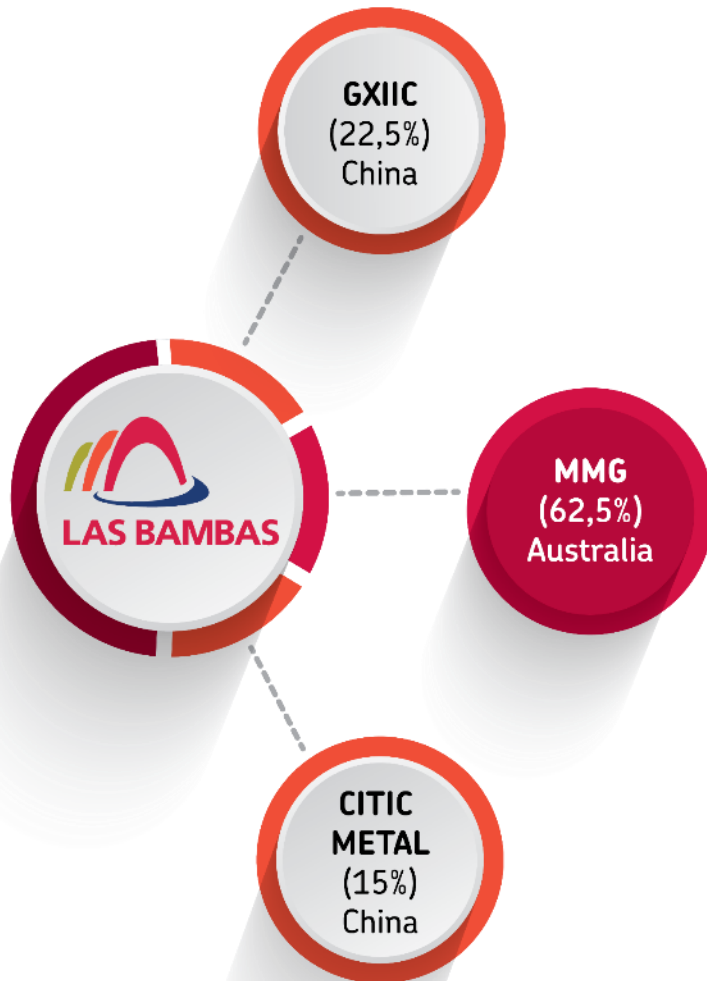 GXIIC
(22,5%)
China
LAS BAMBAS
MMG
(62,5%)
Australia
CITIC
METAL
(15%)
China